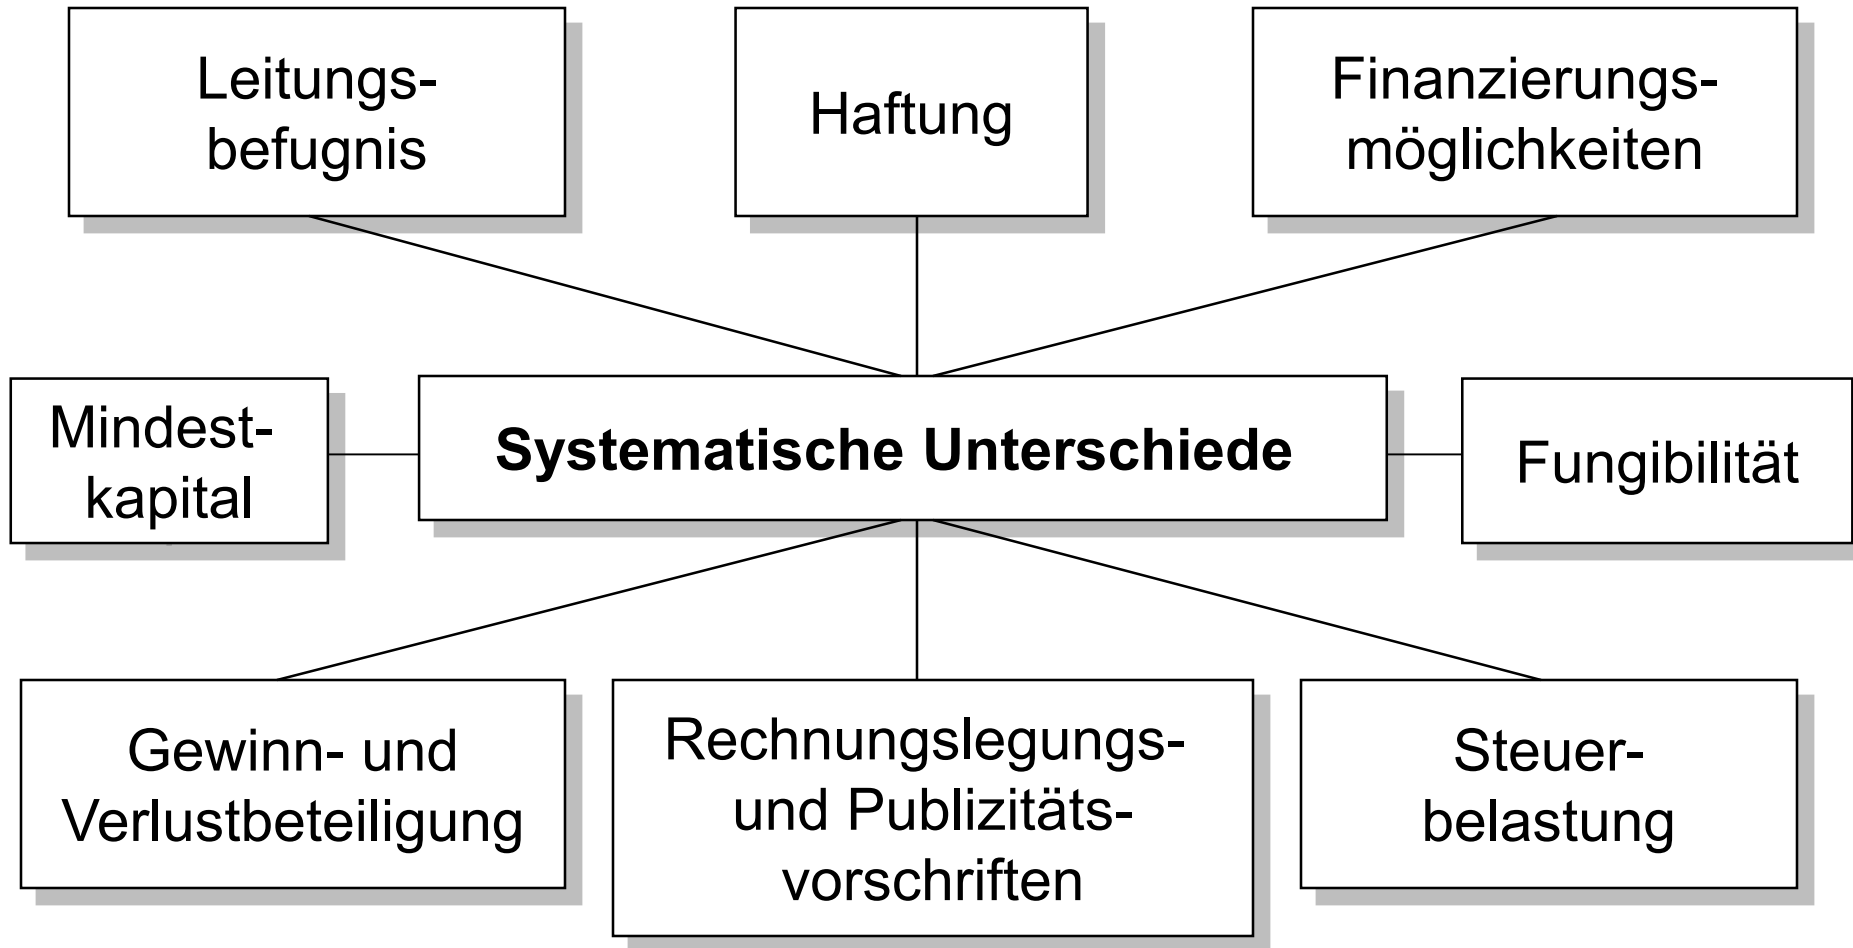 Leitungs-
befugnis
Haftung
Finanzierungs-
möglichkeiten
Mindest-
kapital
Systematische Unterschiede
Fungibilität
Gewinn- und
Verlustbeteiligung
Rechnungslegungs-
und Publizitäts-
vorschriften
Steuer-
belastung